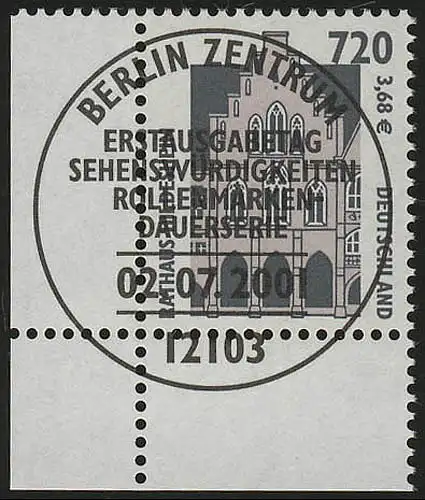 BERLIN ZENTRUM
ERSTAUSGABETAG
SEHENSWÜRDIGKEITEN
ROLLENMARKEN-
DAUERSERIE
02.07.2001
12103
720
3,68 €
DEUTSCHLAND
RATHAUS